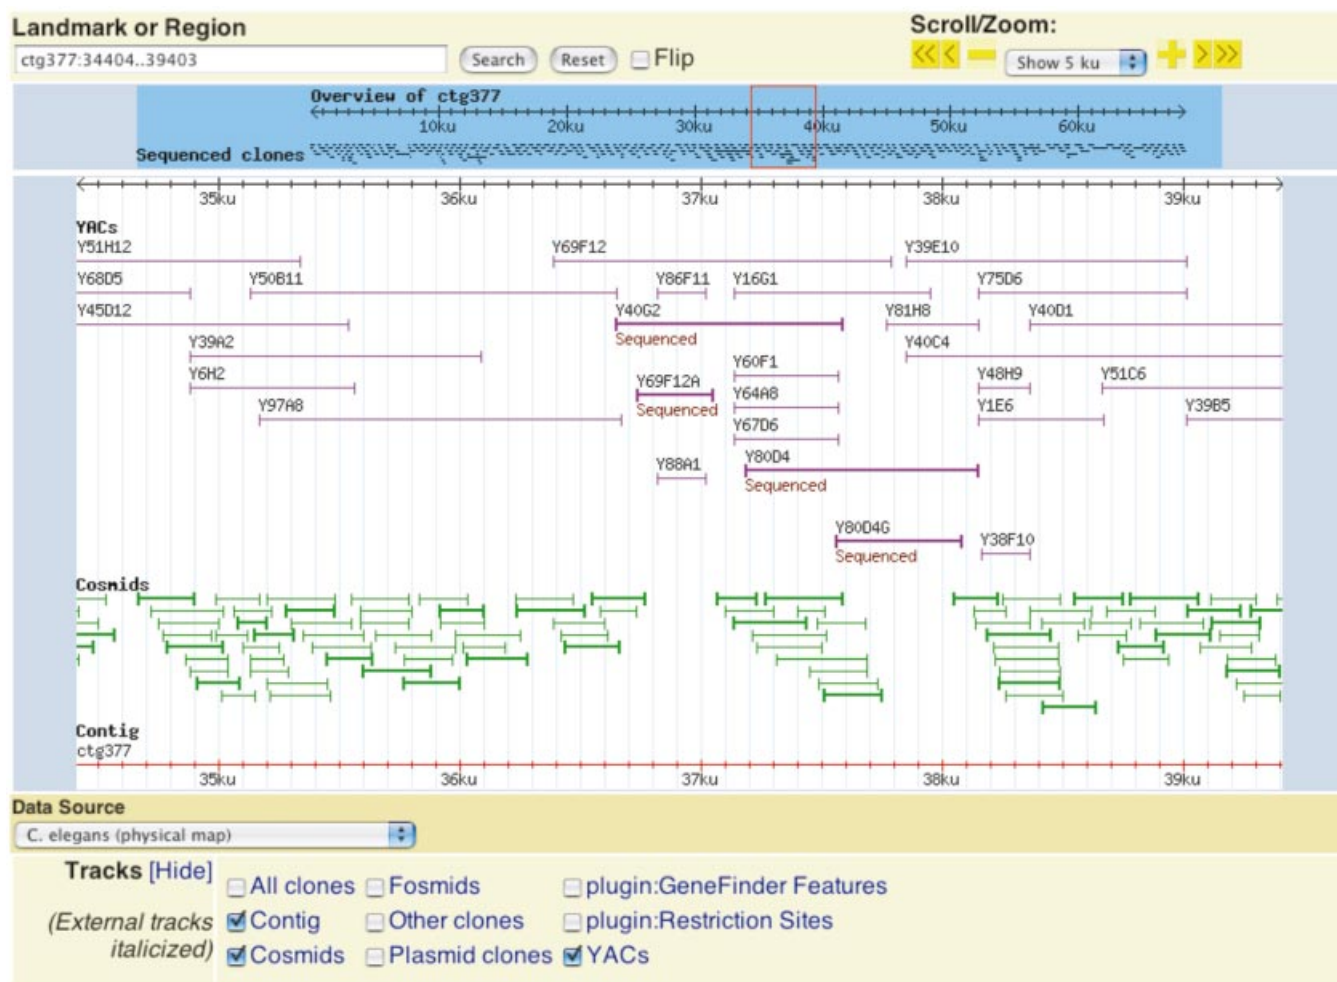 Landmark or Region
Scroll/Zoom:
ctg377:34404..39403 Search Reset Flip
Show 5 ku
Overview of ctg377
10ku 20ku 30ku 40ku 50ku 60ku
Sequenced clones
35ku 36ku 37ku 38ku 39ku
YACs
Y51H12 Y69F12 Y39E10
Y68D5 Y50B11 Y86F11 Y16G1 Y75D6
Y45D12 Y40G2 Y81H8 Y40D1
Sequenced
Y39A2 Y40C4
Y60F1
Y6H2 Y69F12A Y48H9 Y51C6
Y64A8
Sequenced
Y97A8 Y1E6 Y39B5
Y67D6
Y88A1 Y80D4
Sequenced
Y80D4G Y38F10
Sequenced
Cosmids
Contig
ctg377
35ku 36ku 37ku 38ku 39ku
Data Source
C. elegans (physical map)
Tracks [Hide]
(External tracks
italicized)
All clones Fosmids plugin:GeneFinder Features
Contig Other clones plugin:Restriction Sites
Cosmids Plasmid clones YACs